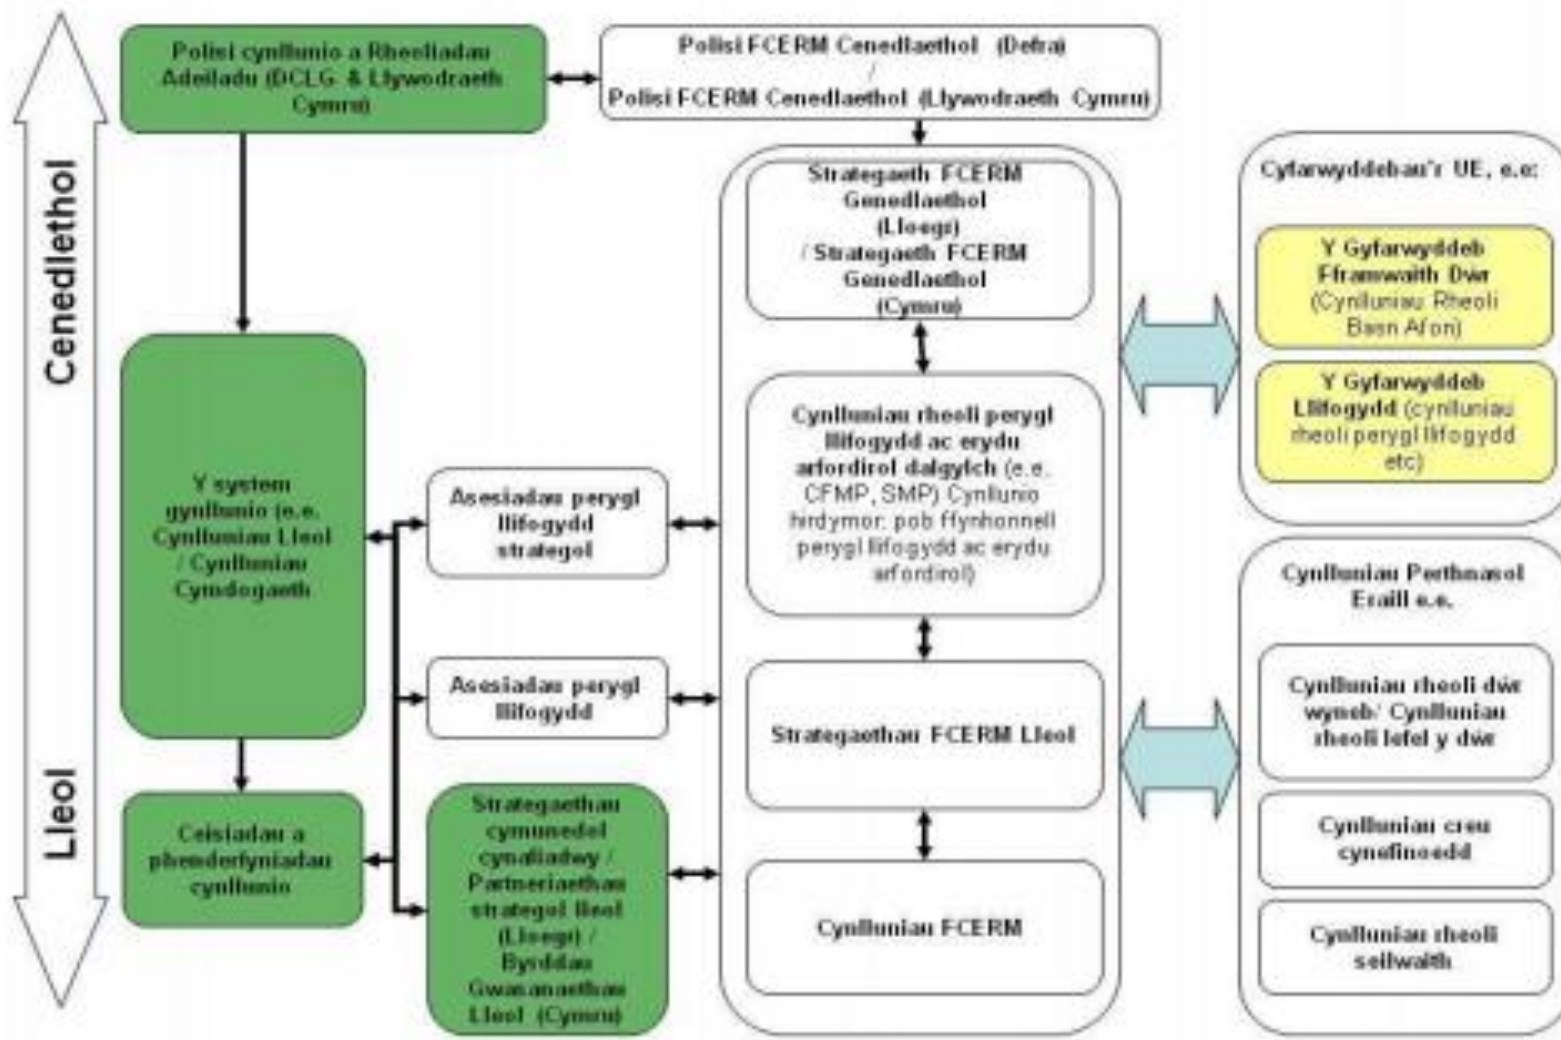 Cenedlethol
Lleol
Polisi cynllunio a Rheoliadau
Adeiladu (DCLG & Llywodraeth
Cymru)
Polisi FCERM Cenedlaethol (Defra)
/
Polisi FCERM Cenedlaethol (Llywodraeth Cymru)
Strategaeth FCERM
Genedlaethol
(Lloegr)
/ Strategaeth FCERM
Genedlaethol
(Cymru)
Cyfarwyddebau'r UE, e.e:
Y Gyfarwyddeb
Fframwaith Dŵr
(Cynlluniau Rheoli
Basn Afon)
Y Gyfarwyddeb
Llifogydd (cynlluniau
rheoli perygl llifogydd
etc)
Y system
gynllunio (e.e.
Cynlluniau Lleol
/ Cynlluniau
Cymdogaeth
Asesiadau perygl
llifogydd
strategol
Cynlluniau rheoli perygl
llifogydd ac erydu
arfordirol dalgylch (e.e.
CFMP, SMP) Cynllunio
hirdymor: pob ffynhonnell
perygl llifogydd ac erydu
arfordirol)
Cynlluniau Perthnasol
Eraill e.e.
Asesiadau perygl
llifogydd
Strategaethau FCERM Lleol
Cynlluniau rheoli dŵr
wyneb/ Cynlluniau
rheoli lefel y dŵr
Ceisiadau a
phenderfyniadau
cynllunio
Strategaethau
cymunedol
cynaliadwy /
Partneriaethau
strategol lleol
(Lloegr) /
Byrddau
Gwasanaethau
Lleol (Cymru)
Cynlluniau FCERM
Cynlluniau creu
cynefinoedd
Cynlluniau rheoli
seilwaith